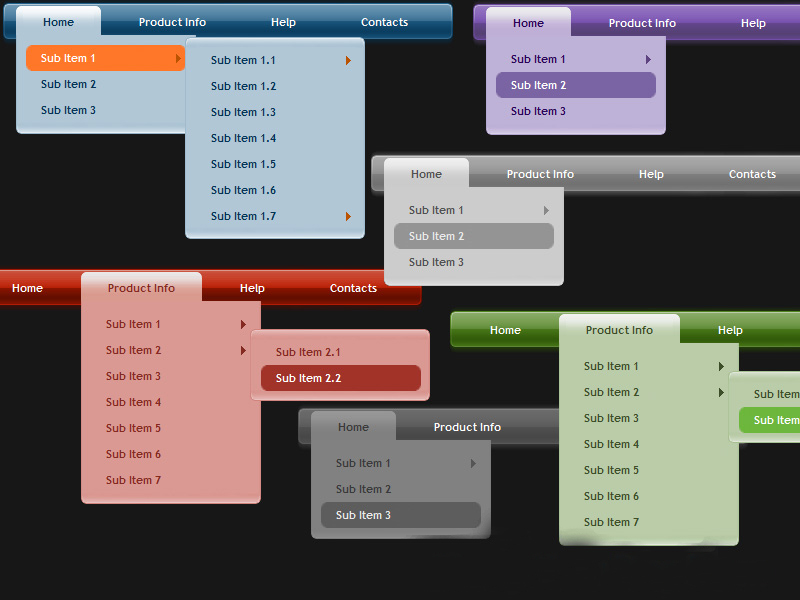 Home Product Info Help Contacts
Sub Item 1
Sub Item 2
Sub Item 3
Sub Item 1.1
Sub Item 1.2
Sub Item 1.3
Sub Item 1.4
Sub Item 1.5
Sub Item 1.6
Sub Item 1.7
Home Product Info Help
Sub Item 1
Sub Item 2
Sub Item 3
Home Product Info Help Contacts
Sub Item 1
Sub Item 2
Sub Item 3
Home Product Info Help Contacts
Sub Item 1
Sub Item 2
Sub Item 3
Sub Item 4
Sub Item 5
Sub Item 6
Sub Item 7
Sub Item 2.1
Sub Item 2.2
Home Product Info Help
Sub Item 1
Sub Item 2
Sub Item 3
Sub Item 4
Sub Item 5
Sub Item 6
Sub Item 7
Sub Item
Sub Item
Home Product Info
Sub Item 1
Sub Item 2
Sub Item 3